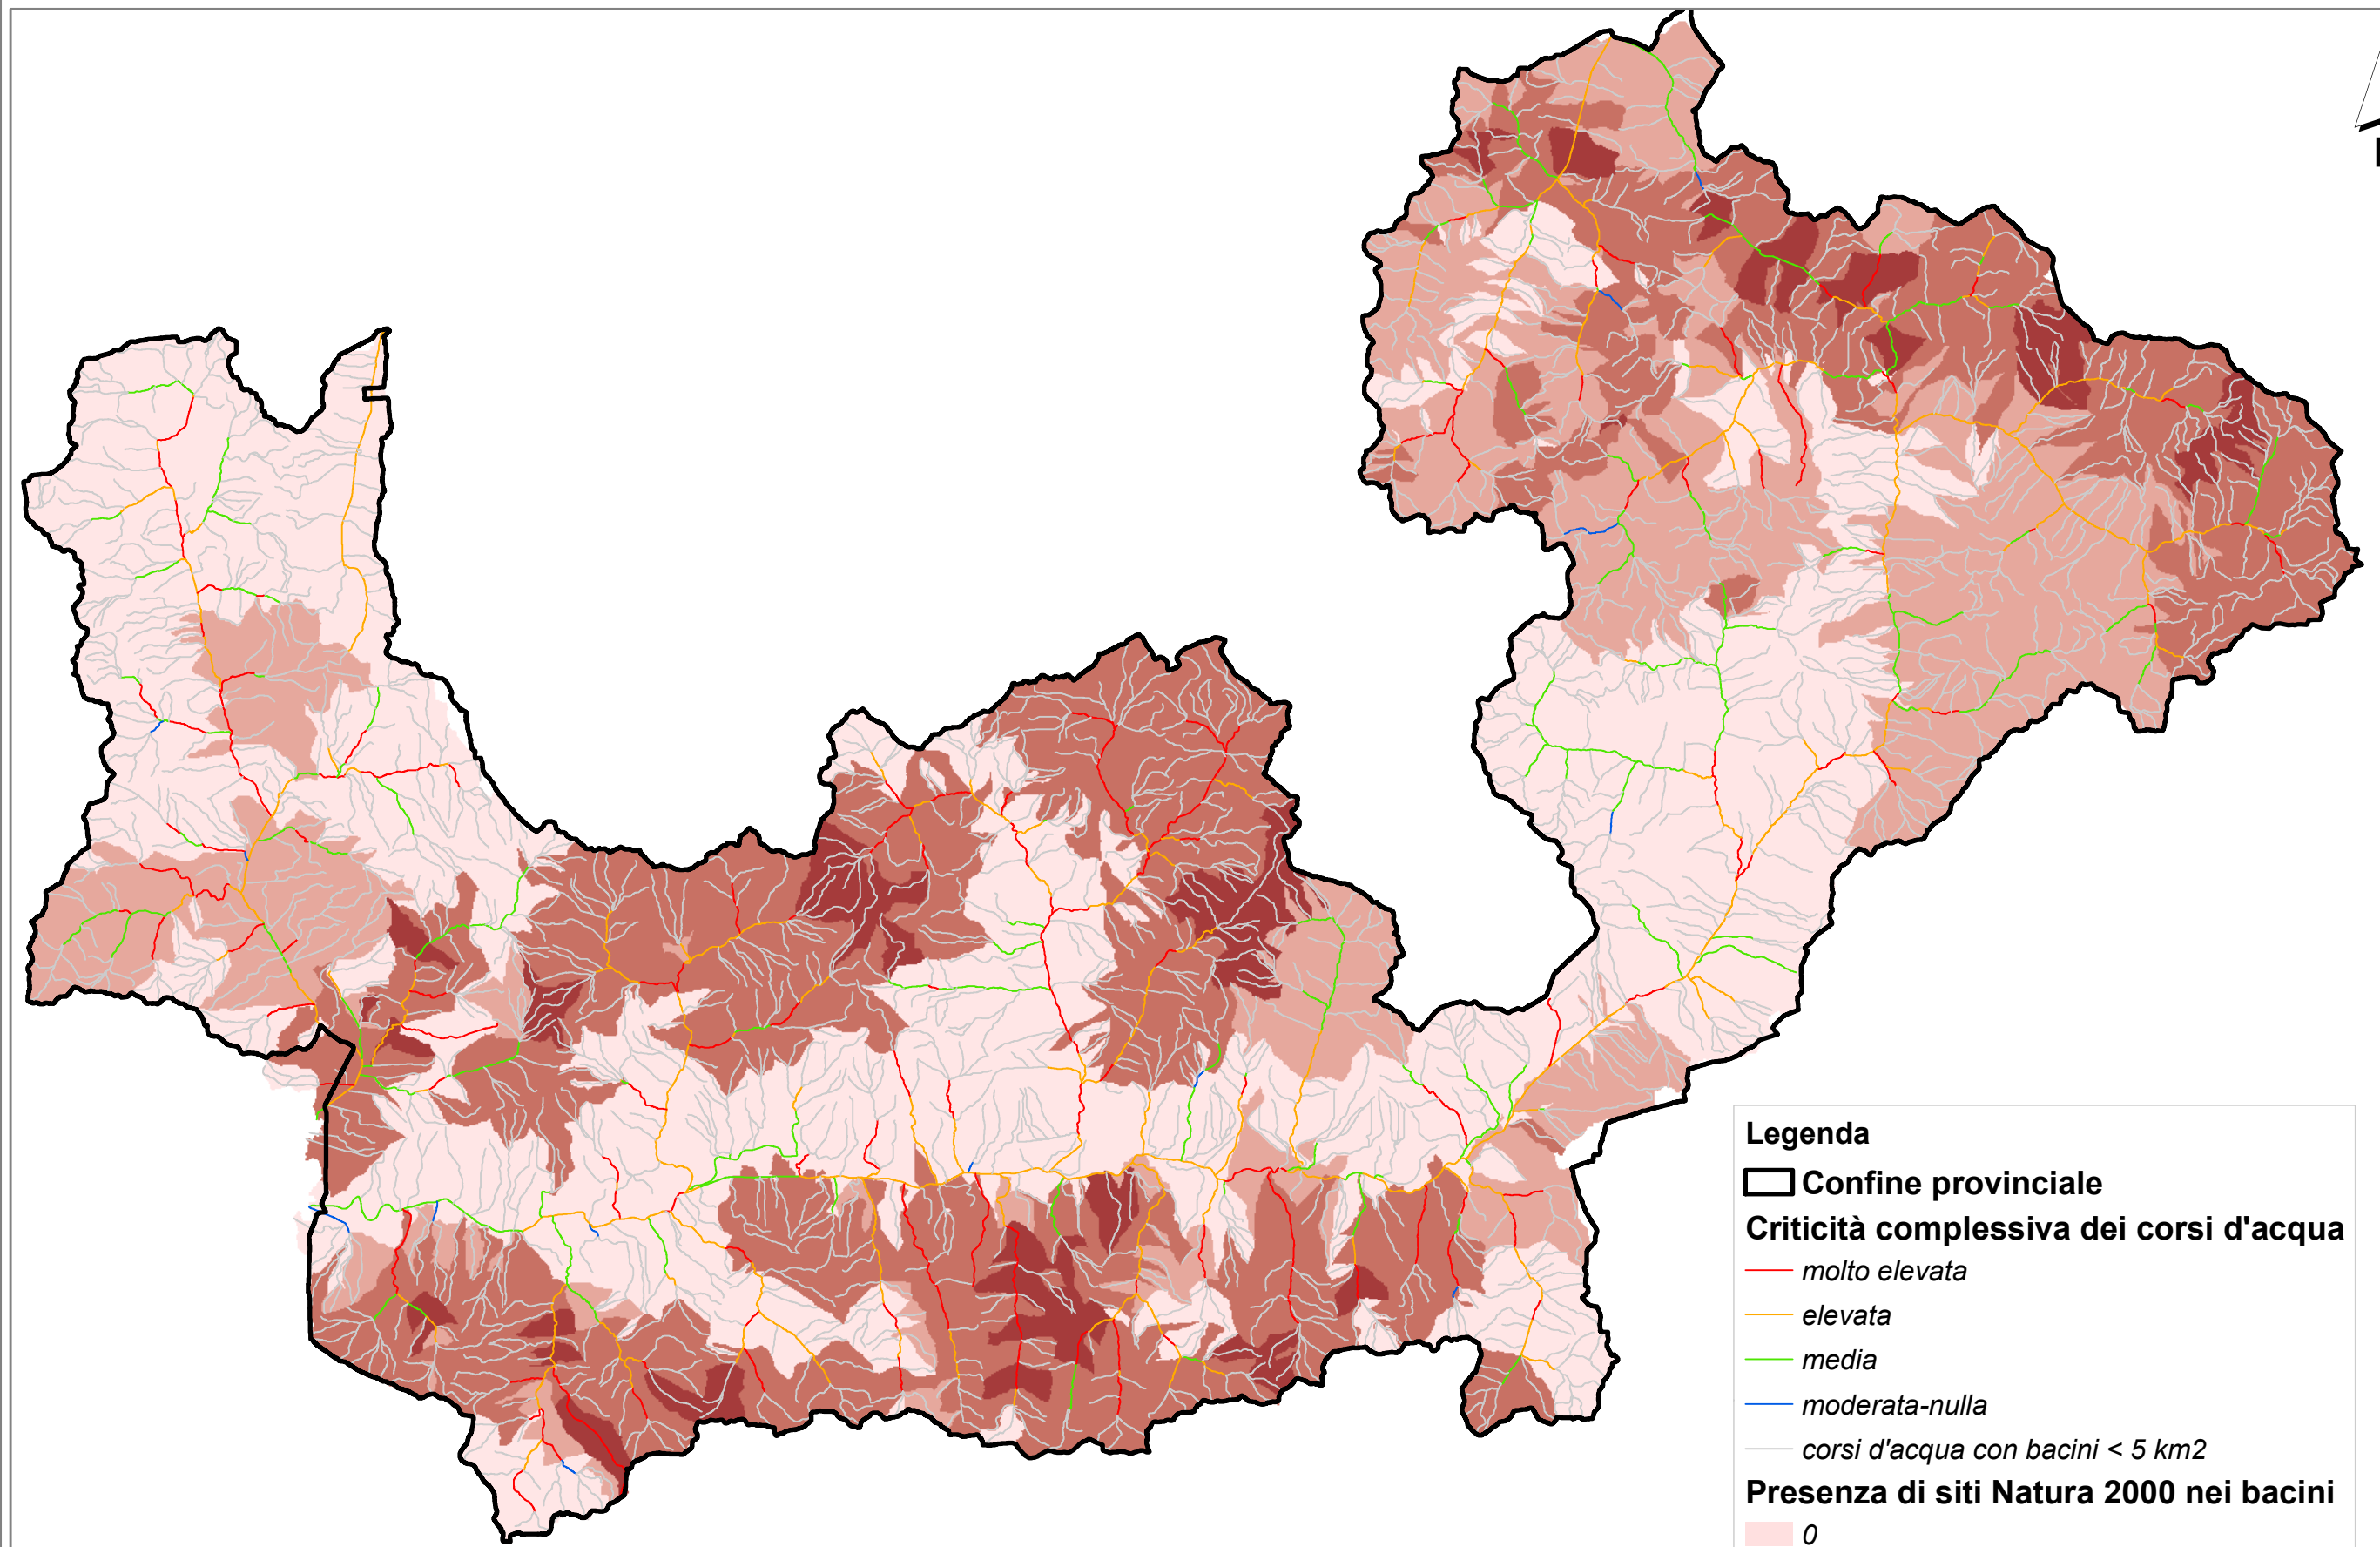 Legenda
Confine provinciale
Criticità complessiva dei corsi d'acqua
molto elevata
elevata
media
moderata-nulla
corsi d'acqua con bacini < 5 km2
Presenza di siti Natura 2000 nei bacini
0